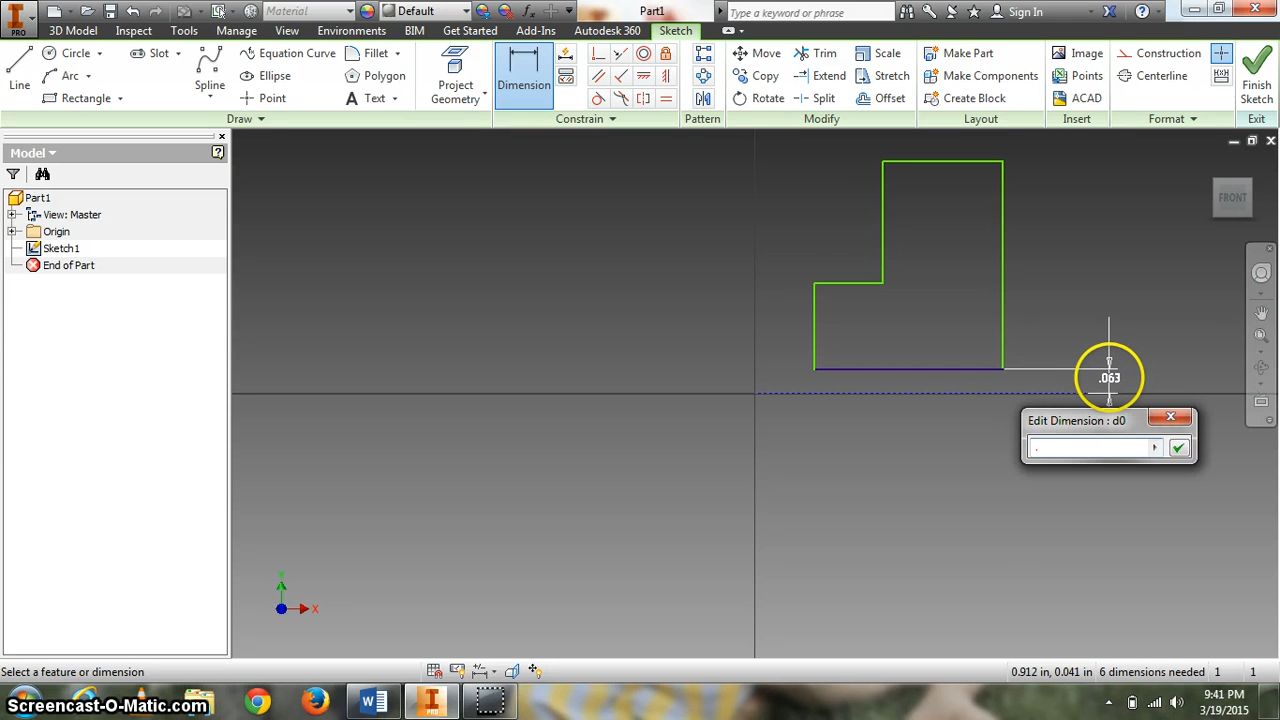 Material
Default
Part1
Type a keyword or phrase
Sign In
PRO
3D Model
Inspect
Tools
Manage
View
Environments
BIM
Get Started
Add-Ins
Autodesk 360
Sketch
Line
Circle
Arc
Rectangle
Slot
Spline
Equation Curve
Ellipse
Point
Fillet
Polygon
Text
Project
Geometry
Dimension
Move
Copy
Rotate
Trim
Extend
Split
Scale
Stretch
Offset
Make Part
Make Components
Create Block
Image
Points
ACAD
Construction
Centerline
Finish
Sketch
Draw
Constrain
Pattern
Modify
Layout
Insert
Format
Exit
Model
Part1
View: Master
Origin
Sketch1
End of Part
FRONT
.063
Edit Dimension : d0
.
Y
X
Select a feature or dimension
0.912 in, 0.041 in 6 dimensions needed 1 1
PRO
9:41 PM
3/19/2015
Screencast-O-Matic.com